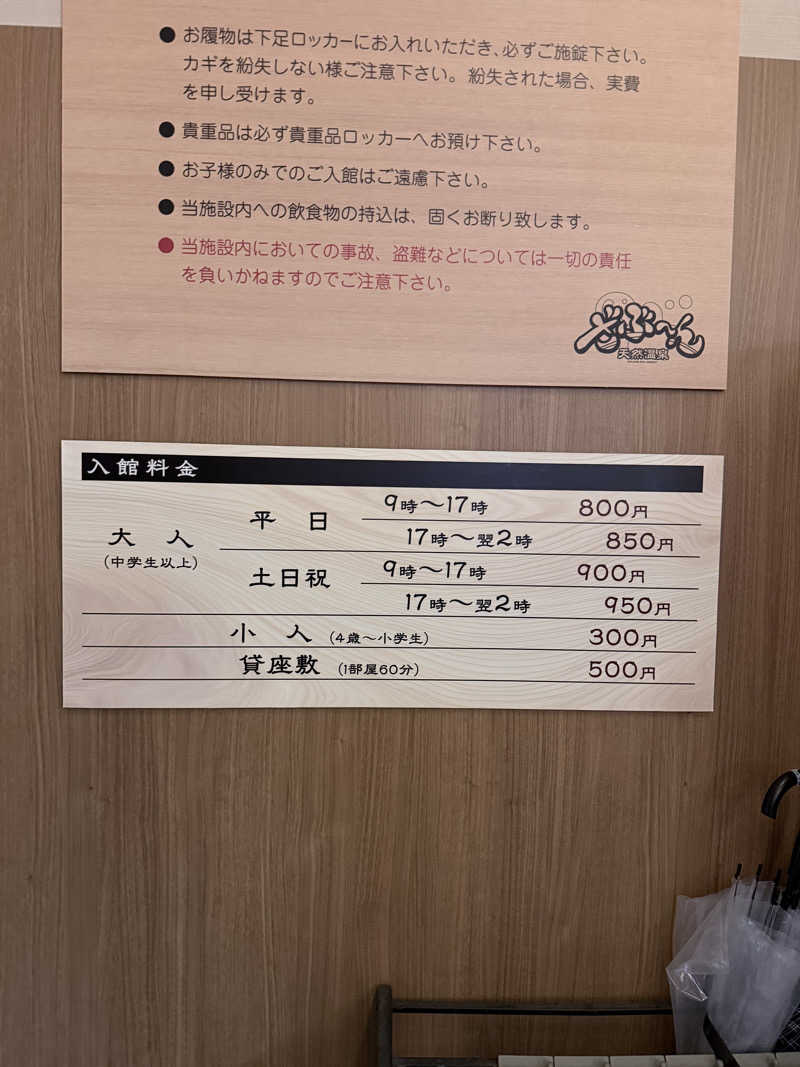 ● お履物は下足ロッカーにお入れいただき、必ずご施錠下さい。
カギを紛失しない様ご注意下さい。紛失された場合、実費
を申し受けます。
● 貴重品は必ず貴重品ロッカーへお預け下さい。
● お子様のみでのご入館はご遠慮下さい。
● 当施設内への飲食物の持込は、固くお断り致します。
● 当施設内においての事故、盗難などについては一切の責任
を負いかねますのでご注意下さい。
ざぶ〜ん
天然温泉
入館料金
大人 平日 9時〜17時 800円
(中学生以上) 17時〜翌2時 850円
土日祝 9時〜17時 900円
17時〜翌2時 950円
小人 (4歳〜小学生) 300円
貸座敷 (1部屋60分) 500円